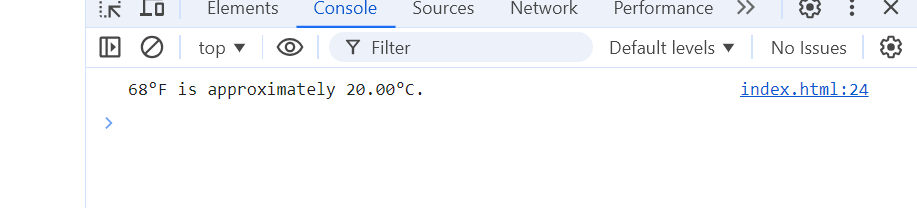 Elements Console Sources Network Performance
top Filter Default levels No Issues
68°F is approximately 20.00°C. index.html:24